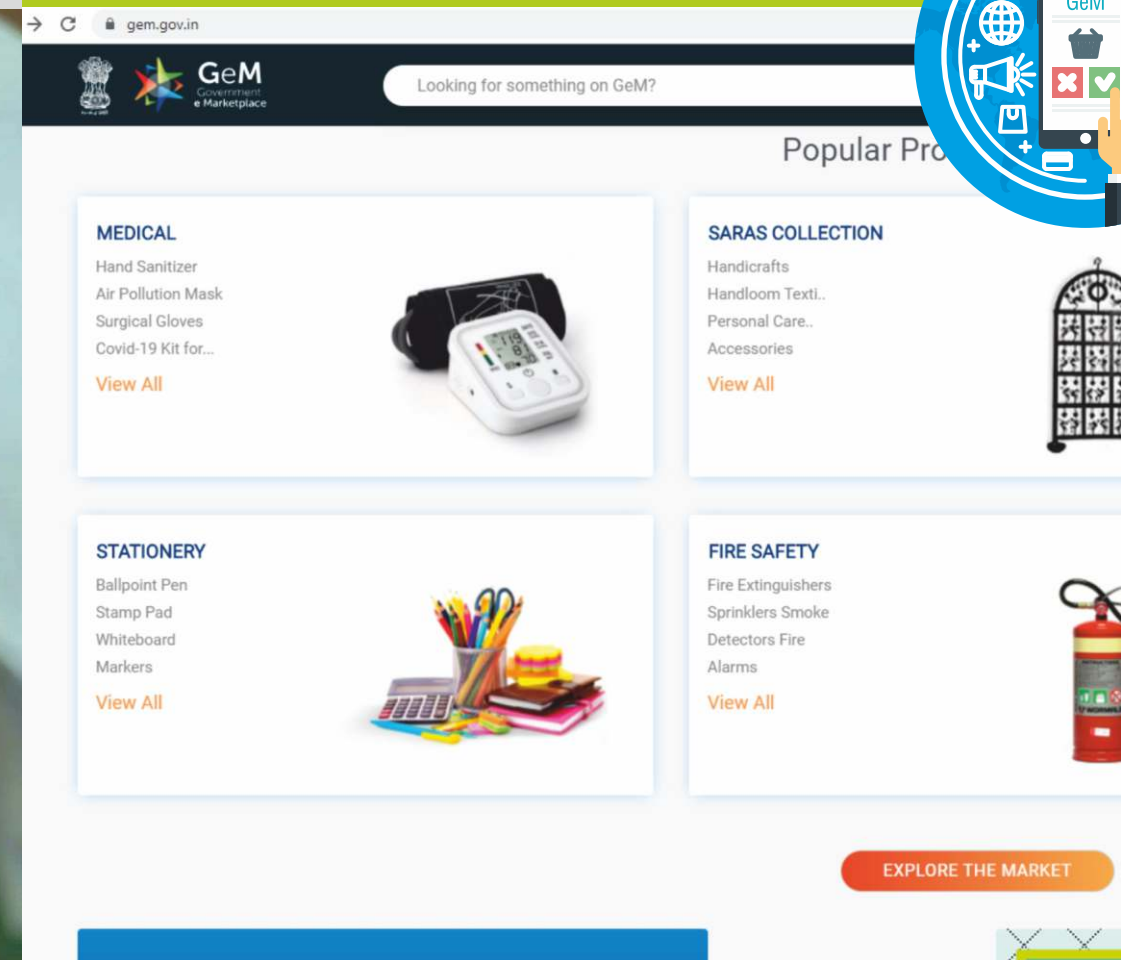 GeM
gem.gov.in
GeM
Government
e Marketplace
Looking for something on GeM?
Popular Pro
MEDICAL
Hand Sanitizer
Air Pollution Mask
Surgical Gloves
Covid-19 Kit for...
View All
SARAS COLLECTION
Handicrafts
Handloom Texti..
Personal Care..
Accessories
View All
STATIONERY
Ballpoint Pen
Stamp Pad
Whiteboard
Markers
View All
FIRE SAFETY
Fire Extinguishers
Sprinklers Smoke
Detectors Fire
Alarms
View All
EXPLORE THE MARKET